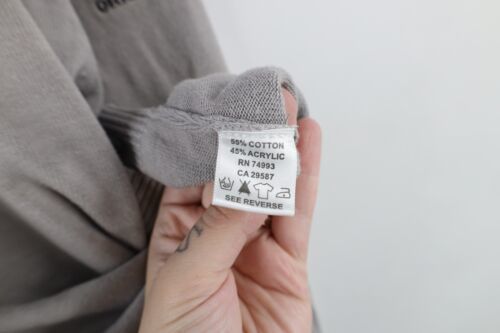 55% COTTON
45% ACRYLIC
RN 74993
CA 29587
SEE REVERSE